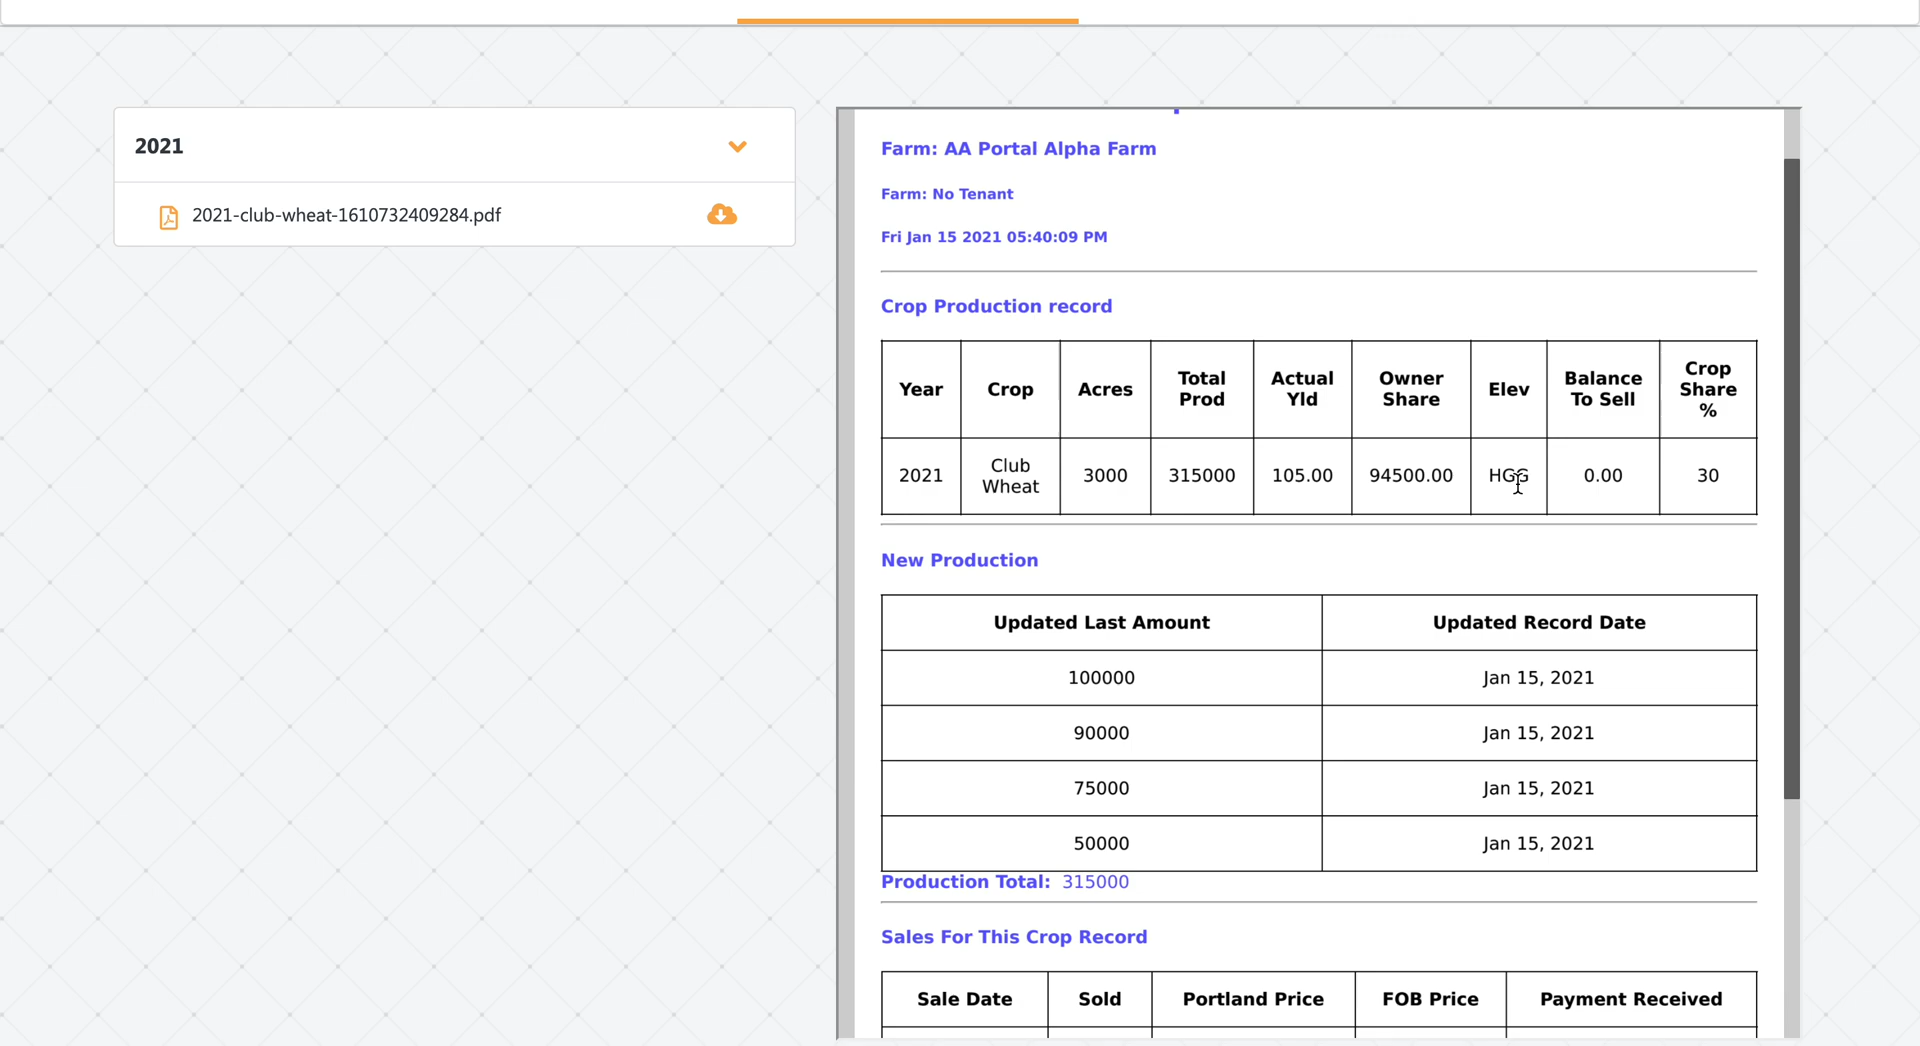 2021
2021-club-wheat-1610732409284.pdf
Farm: AA Portal Alpha Farm
Farm: No Tenant
Fri Jan 15 2021 05:40:09 PM
Crop Production record
Year Crop Acres Total Prod Actual Yld Owner Share Elev Balance To Sell Crop Share %
2021 Club Wheat 3000 315000 105.00 94500.00 HGG 0.00 30
New Production
Updated Last Amount Updated Record Date
100000 Jan 15, 2021
90000 Jan 15, 2021
75000 Jan 15, 2021
50000 Jan 15, 2021
Production Total: 315000
Sales For This Crop Record
Sale Date Sold Portland Price FOB Price Payment Received